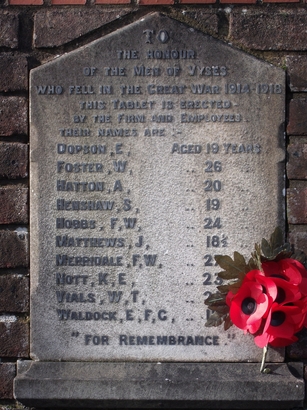 TO
THE HONOUR
OF THE MEN OF VYSES
WHO FELL IN THE GREAT WAR 1914-1918
THIS TABLET IS ERECTED
BY THE FIRM AND EMPLOYEES
THEIR NAMES ARE :-
DOBSON, E, AGED 19 YEARS
FOSTER, W, .. 26 ..
HATTON, A, .. 20 ..
HENSHAW, S, .. 19 ..
HOBBS, F,W, .. 24 ..
MATTHEWS, J, .. 18½ ..
MERRIDALE, F,W, ..
NOTT, K, E, ..
VIALS, W,T, ..
WALDOCK, E,F,G, ..
"FOR REMEMBRANCE"